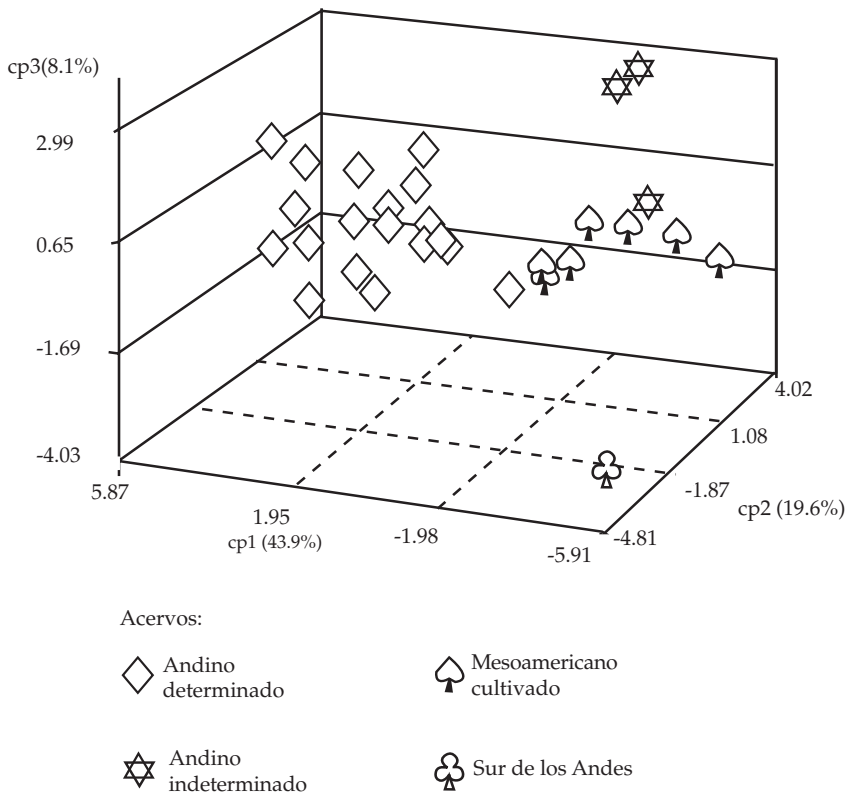 cp3(8.1%)
2.99
0.65
-1.69
-4.03
5.87
1.95
cp1 (43.9%)
-1.98
-5.91
-4.81
-1.87
cp2 (19.6%)
1.08
4.02
Acervos:
Andino
determinado
Mesoamericano
cultivado
Andino
indeterminado
Sur de los Andes